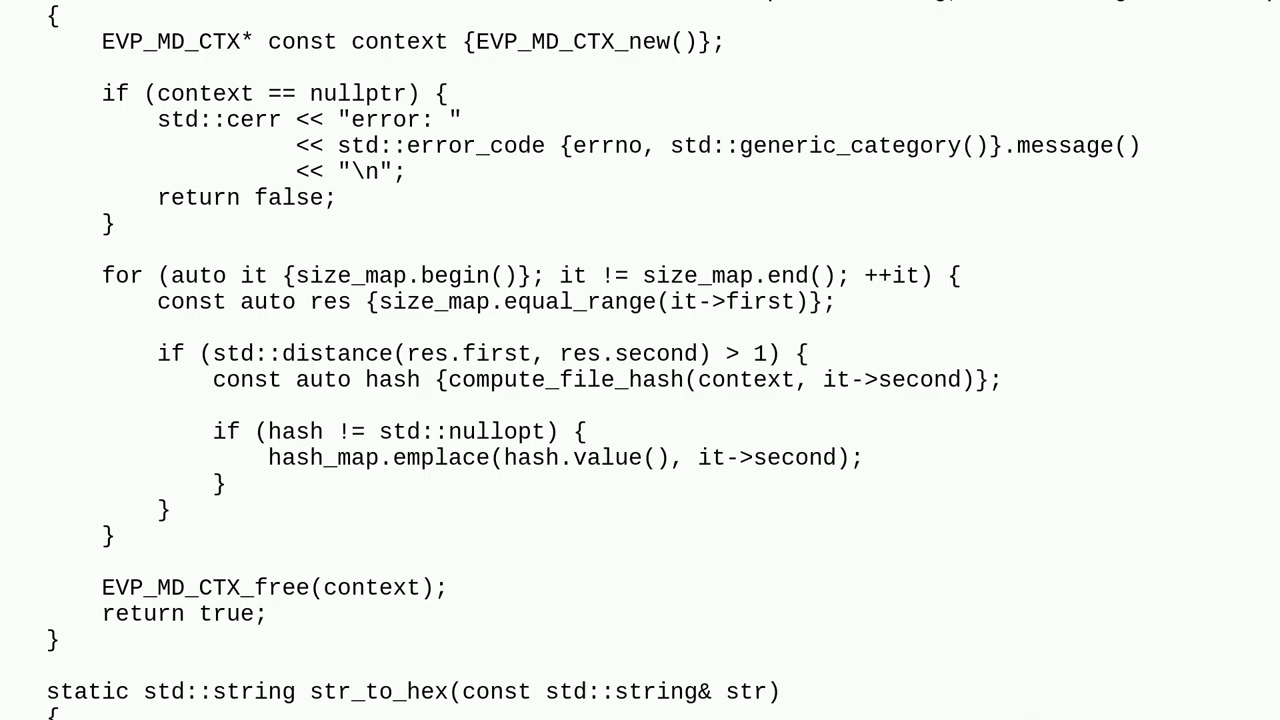 {
    EVP_MD_CTX* const context {EVP_MD_CTX_new()};
    if (context == nullptr) {
        std::cerr << "error: "
                  << std::error_code {errno, std::generic_category()}.message()
                  << "\n";
        return false;
    }
    for (auto it {size_map.begin()}; it != size_map.end(); ++it) {
        const auto res {size_map.equal_range(it->first)};
        if (std::distance(res.first, res.second) > 1) {
            const auto hash {compute_file_hash(context, it->second)};
            if (hash != std::nullopt) {
                hash_map.emplace(hash.value(), it->second);
            }
        }
    }
    EVP_MD_CTX_free(context);
    return true;
}
static std::string str_to_hex(const std::string& str)
{